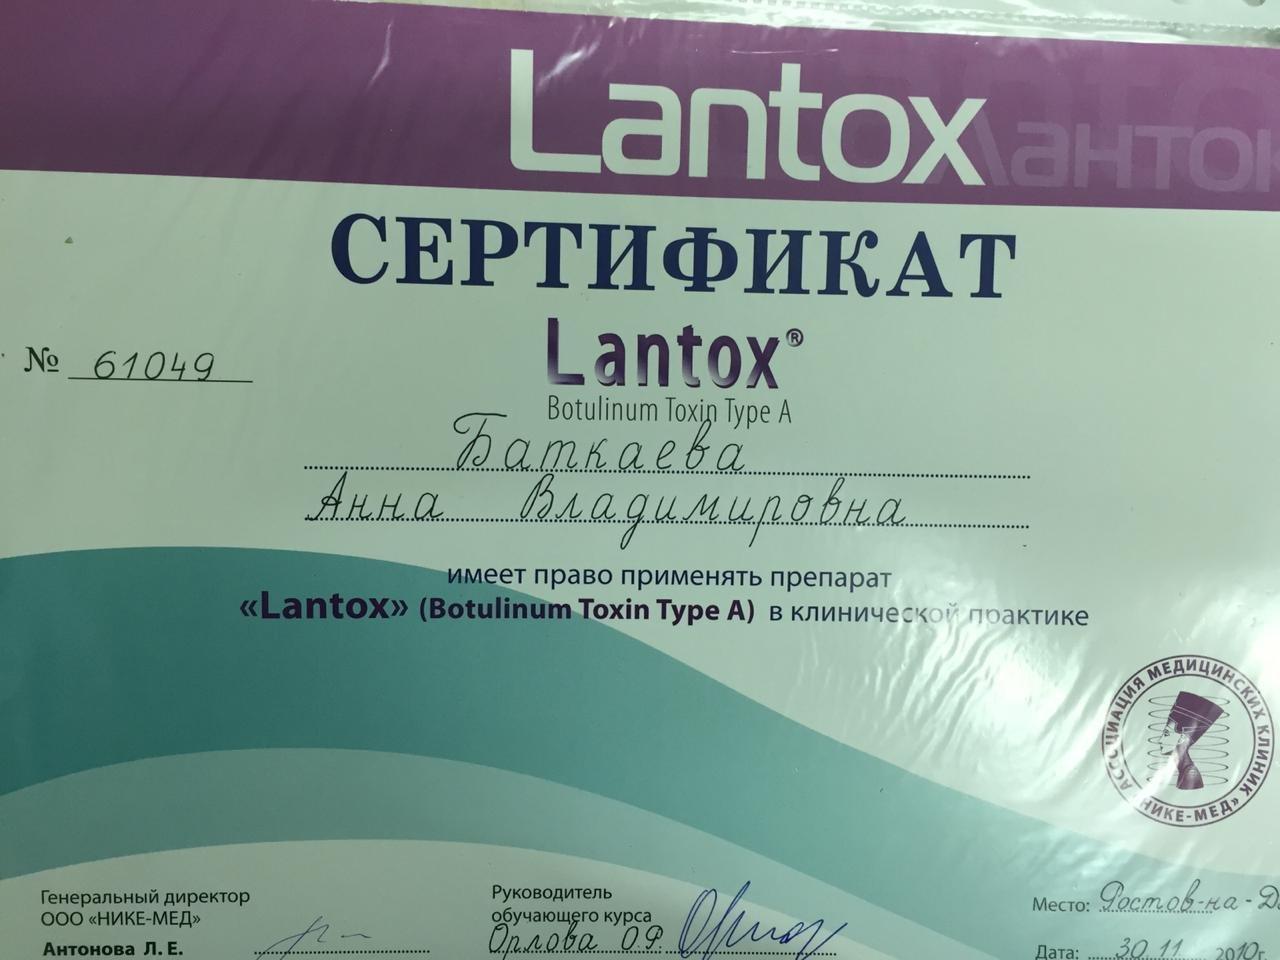 Lantox
Лантокс
СЕРТИФИКАТ
№ 61049
Lantox®
Botulinum Toxin Type A
Баткаева
Анна Владимировна
имеет право применять препарат
«Lantox» (Botulinum Toxin Type A) в клинической практике
АССОЦИАЦИЯ МЕДИЦИНСКИХ КЛИНИК «НИКЕ-МЕД»
Генеральный директор
ООО «НИКЕ-МЕД»
Антонова Л. Е.
Руководитель
обучающего курса
Орлова О.Р.
Место: Ростов-на-Д
Дата: 30.11 2010г.